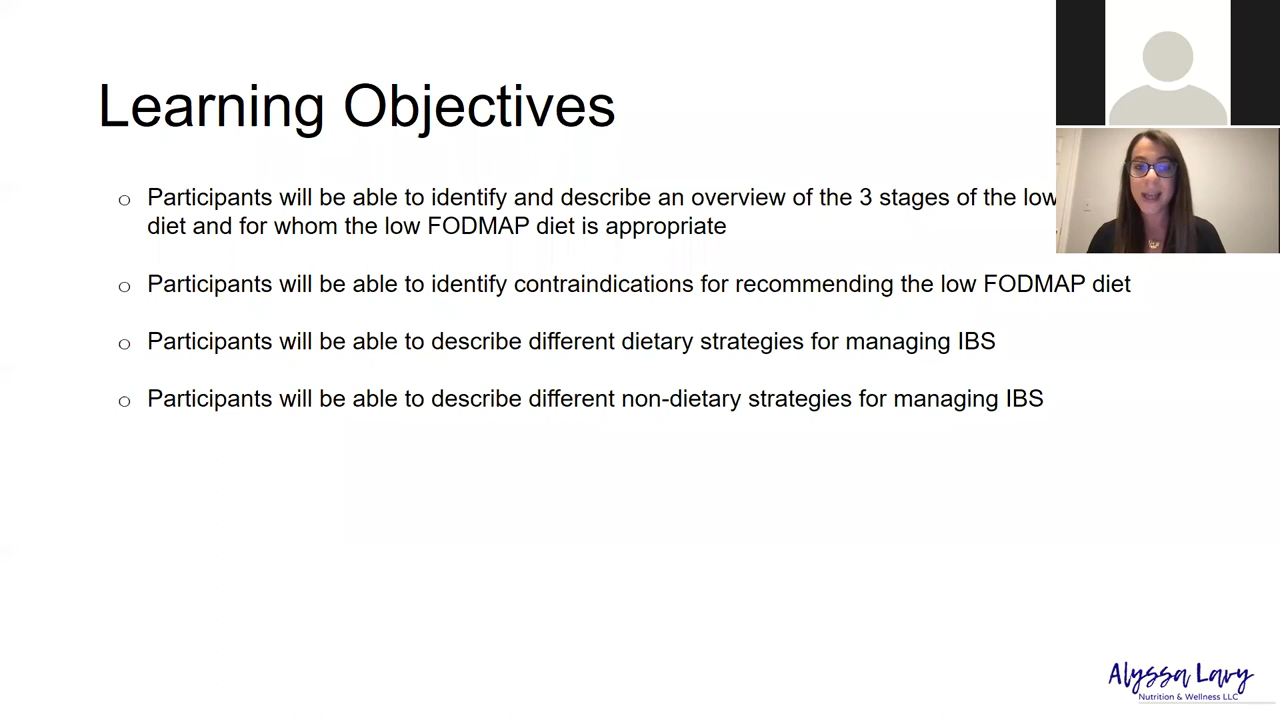 Learning Objectives
Participants will be able to identify and describe an overview of the 3 stages of the low
diet and for whom the low FODMAP diet is appropriate
Participants will be able to identify contraindications for recommending the low FODMAP diet
Participants will be able to describe different dietary strategies for managing IBS
Participants will be able to describe different non-dietary strategies for managing IBS
Alyssa Lavy
Nutrition & Wellness LLC